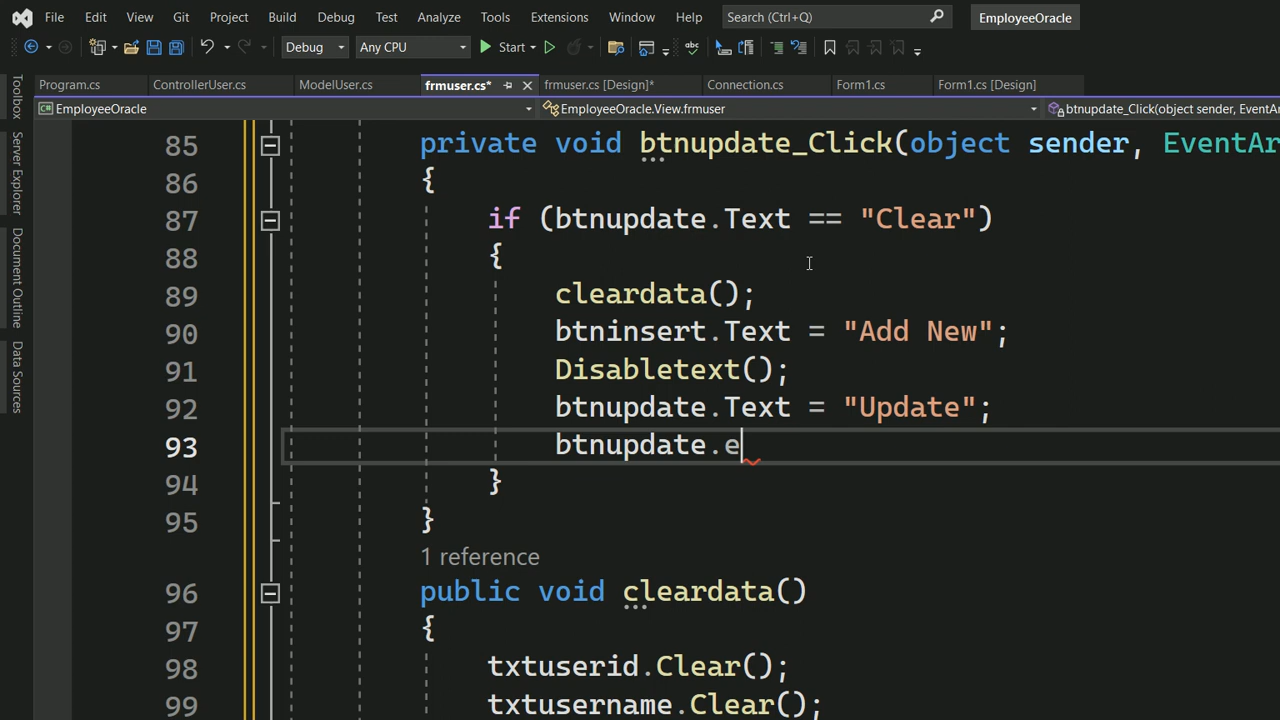 File Edit View Git Project Build Debug Test Analyze Tools Extensions Window Help Search (Ctrl+Q) EmployeeOracle
Debug Any CPU Start
Program.cs ControllerUser.cs ModelUser.cs frmuser.cs* frmuser.cs [Design]* Connection.cs Form1.cs Form1.cs [Design]
EmployeeOracle EmployeeOracle.View.frmuser btnupdate_Click(object sender, EventAr
Toolbox
Server Explorer
Document Outline
Data Sources
85 private void btnupdate_Click(object sender, EventAr
86 {
87 if (btnupdate.Text == "Clear")
88 {
89 cleardata();
90 btninsert.Text = "Add New";
91 Disabletext();
92 btnupdate.Text = "Update";
93 btnupdate.e
94 }
95 }
1 reference
96 public void cleardata()
97 {
98 txtuserid.Clear();
99 txtusername.Clear();